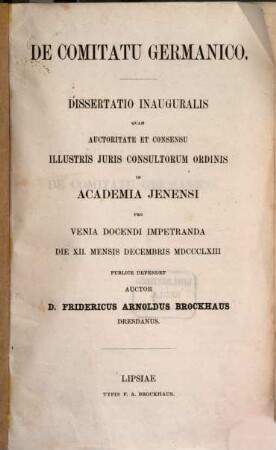 DE COMITATU GERMANICO.
DISSERTATIO INAUGURALIS
QUAM
AUCTORITATE ET CONSENSU
ILLUSTRIS JURIS CONSULTORUM ORDINIS
IN
ACADEMIA JENENSI
PRO
VENIA DOCENDI IMPETRANDA
DIE XII. MENSIS DECEMBRIS MDCCCLXIII
PUBLICE DEFENDET
AUCTOR
D. FRIDERICUS ARNOLDUS BROCKHAUS
DRESDANUS.
LIPSIAE
TYPIS F. A. BROCKHAUS.